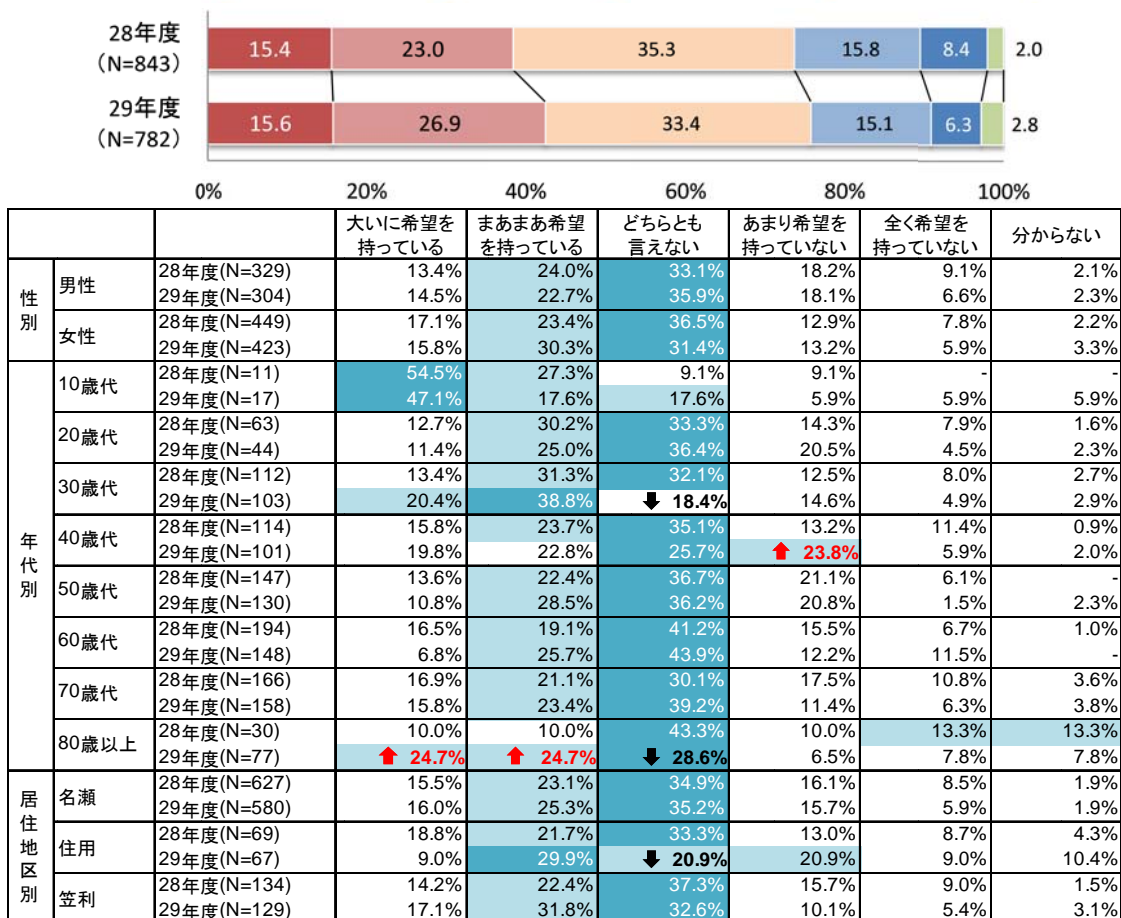 28年度
（N=843）
15.4 23.0 35.3 15.8 8.4 2.0
29年度
（N=782）
15.6 26.9 33.4 15.1 6.3 2.8
0% 20% 40% 60% 80% 100%
大いに希望を持っている まあまあ希望を持っている どちらとも言えない あまり希望を持っていない 全く希望を持っていない 分からない
性別
男性 28年度(N=329) 13.4% 24.0% 33.1% 18.2% 9.1% 2.1%
29年度(N=304) 14.5% 22.7% 35.9% 18.1% 6.6% 2.3%
女性 28年度(N=449) 17.1% 23.4% 36.5% 12.9% 7.8% 2.2%
29年度(N=423) 15.8% 30.3% 31.4% 13.2% 5.9% 3.3%
年代別
10歳代 28年度(N=11) 54.5% 27.3% 9.1% 9.1% - -
29年度(N=17) 47.1% 17.6% 17.6% 5.9% 5.9% 5.9%
20歳代 28年度(N=63) 12.7% 30.2% 33.3% 14.3% 7.9% 1.6%
29年度(N=44) 11.4% 25.0% 36.4% 20.5% 4.5% 2.3%
30歳代 28年度(N=112) 13.4% 31.3% 32.1% 12.5% 8.0% 2.7%
29年度(N=103) 20.4% 38.8% ⬇ 18.4% 14.6% 4.9% 2.9%
40歳代 28年度(N=114) 15.8% 23.7% 35.1% 13.2% 11.4% 0.9%
29年度(N=101) 19.8% 22.8% 25.7% ⬆ 23.8% 5.9% 2.0%
50歳代 28年度(N=147) 13.6% 22.4% 36.7% 21.1% 6.1% -
29年度(N=130) 10.8% 28.5% 36.2% 20.8% 1.5% 2.3%
60歳代 28年度(N=194) 16.5% 19.1% 41.2% 15.5% 6.7% 1.0%
29年度(N=148) 6.8% 25.7% 43.9% 12.2% 11.5% -
70歳代 28年度(N=166) 16.9% 21.1% 30.1% 17.5% 10.8% 3.6%
29年度(N=158) 15.8% 23.4% 39.2% 11.4% 6.3% 3.8%
80歳以上 28年度(N=30) 10.0% 10.0% 43.3% 10.0% 13.3% 13.3%
29年度(N=77) ⬆ 24.7% ⬆ 24.7% ⬇ 28.6% 6.5% 7.8% 7.8%
居住地区別
名瀬 28年度(N=627) 15.5% 23.1% 34.9% 16.1% 8.5% 1.9%
29年度(N=580) 16.0% 25.3% 35.2% 15.7% 5.9% 1.9%
住用 28年度(N=69) 18.8% 21.7% 33.3% 13.0% 8.7% 4.3%
29年度(N=67) 9.0% 29.9% ⬇ 20.9% 20.9% 9.0% 10.4%
笠利 28年度(N=134) 14.2% 22.4% 37.3% 15.7% 9.0% 1.5%
29年度(N=129) 17.1% 31.8% 32.6% 10.1% 5.4% 3.1%